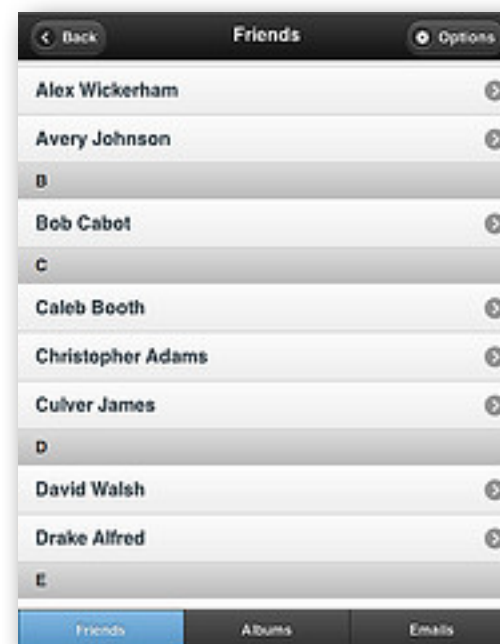 Back Friends Options
Alex Wickerham
Avery Johnson
B
Bob Cabot
C
Caleb Booth
Christopher Adams
Culver James
D
David Walsh
Drake Alfred
E
Friends Albums Emails